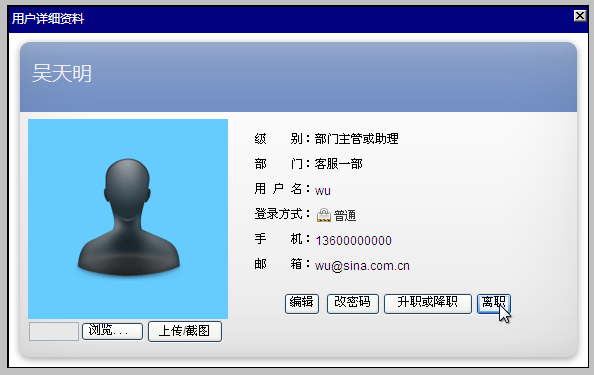 用户详细资料
吴天明
级 别：部门主管或助理
部 门：客服一部
用 户 名：wu
登录方式：普通
手 机：13600000000
邮 箱：wu@sina.com.cn
编辑 改密码 升职或降职 离职
浏览... 上传/截图